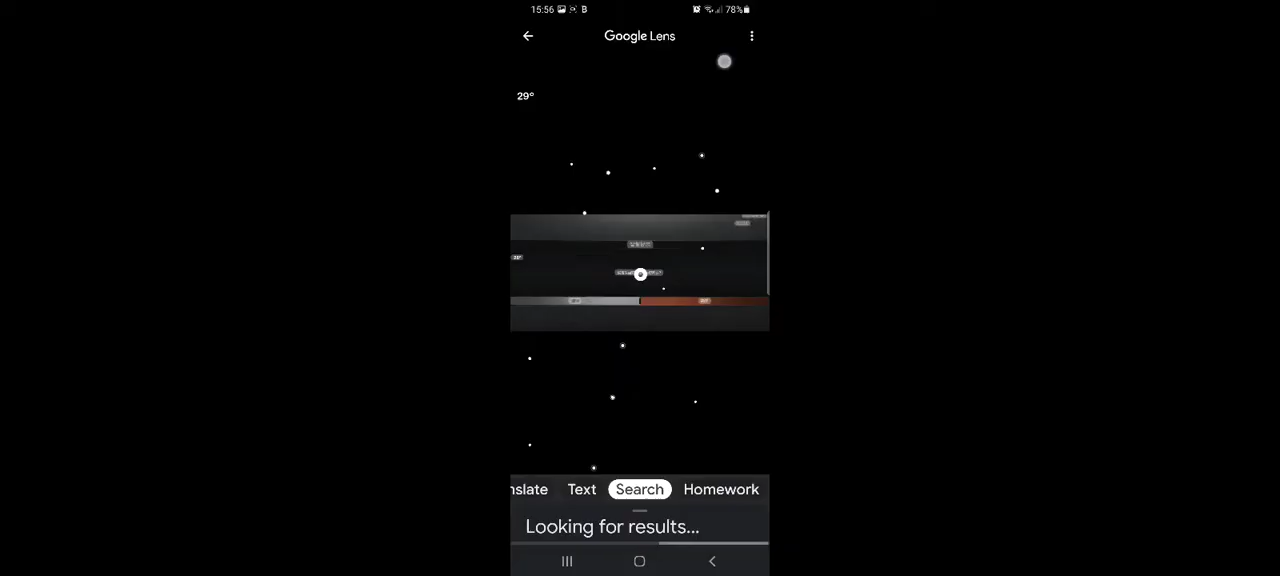 15:56 B 78%
Google Lens
29°
nslate Text Search Homework
Looking for results...